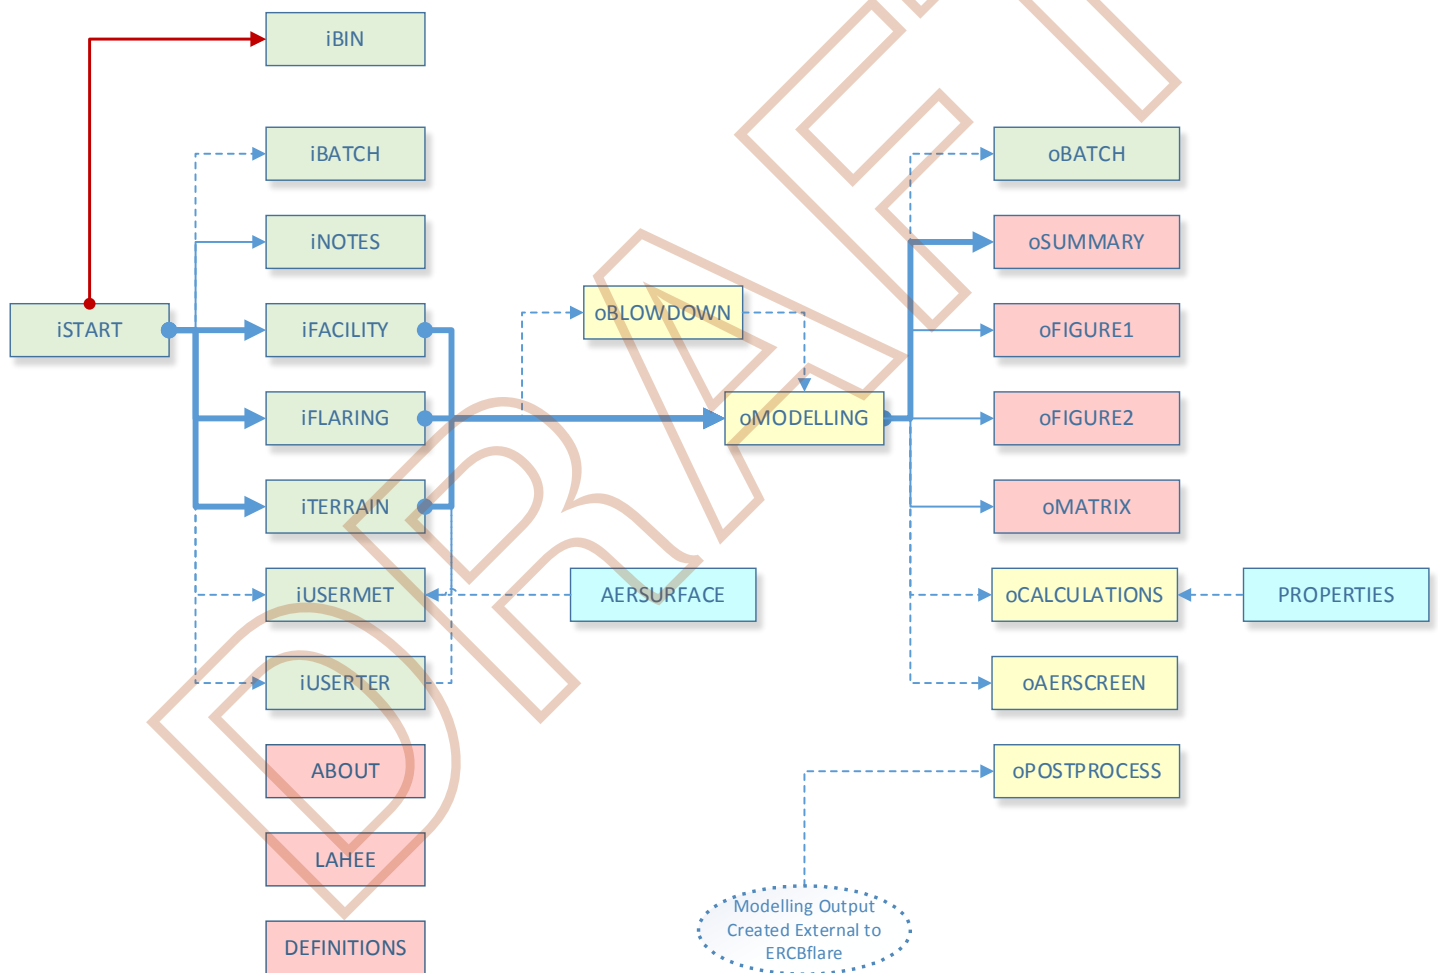 iBIN
iBATCH
oBATCH
iNOTES
oSUMMARY
iSTART
iFACILITY
oBLOWDOWN
oFIGURE1
iFLARING
oMODELLING
oFIGURE2
iTERRAIN
oMATRIX
iUSERMET
AERSURFACE
oCALCULATIONS
PROPERTIES
iUSERTER
oAERSCREEN
ABOUT
oPOSTPROCESS
LAHEE
Modelling Output
Created External to
ERCBflare
DEFINITIONS
DRAFT